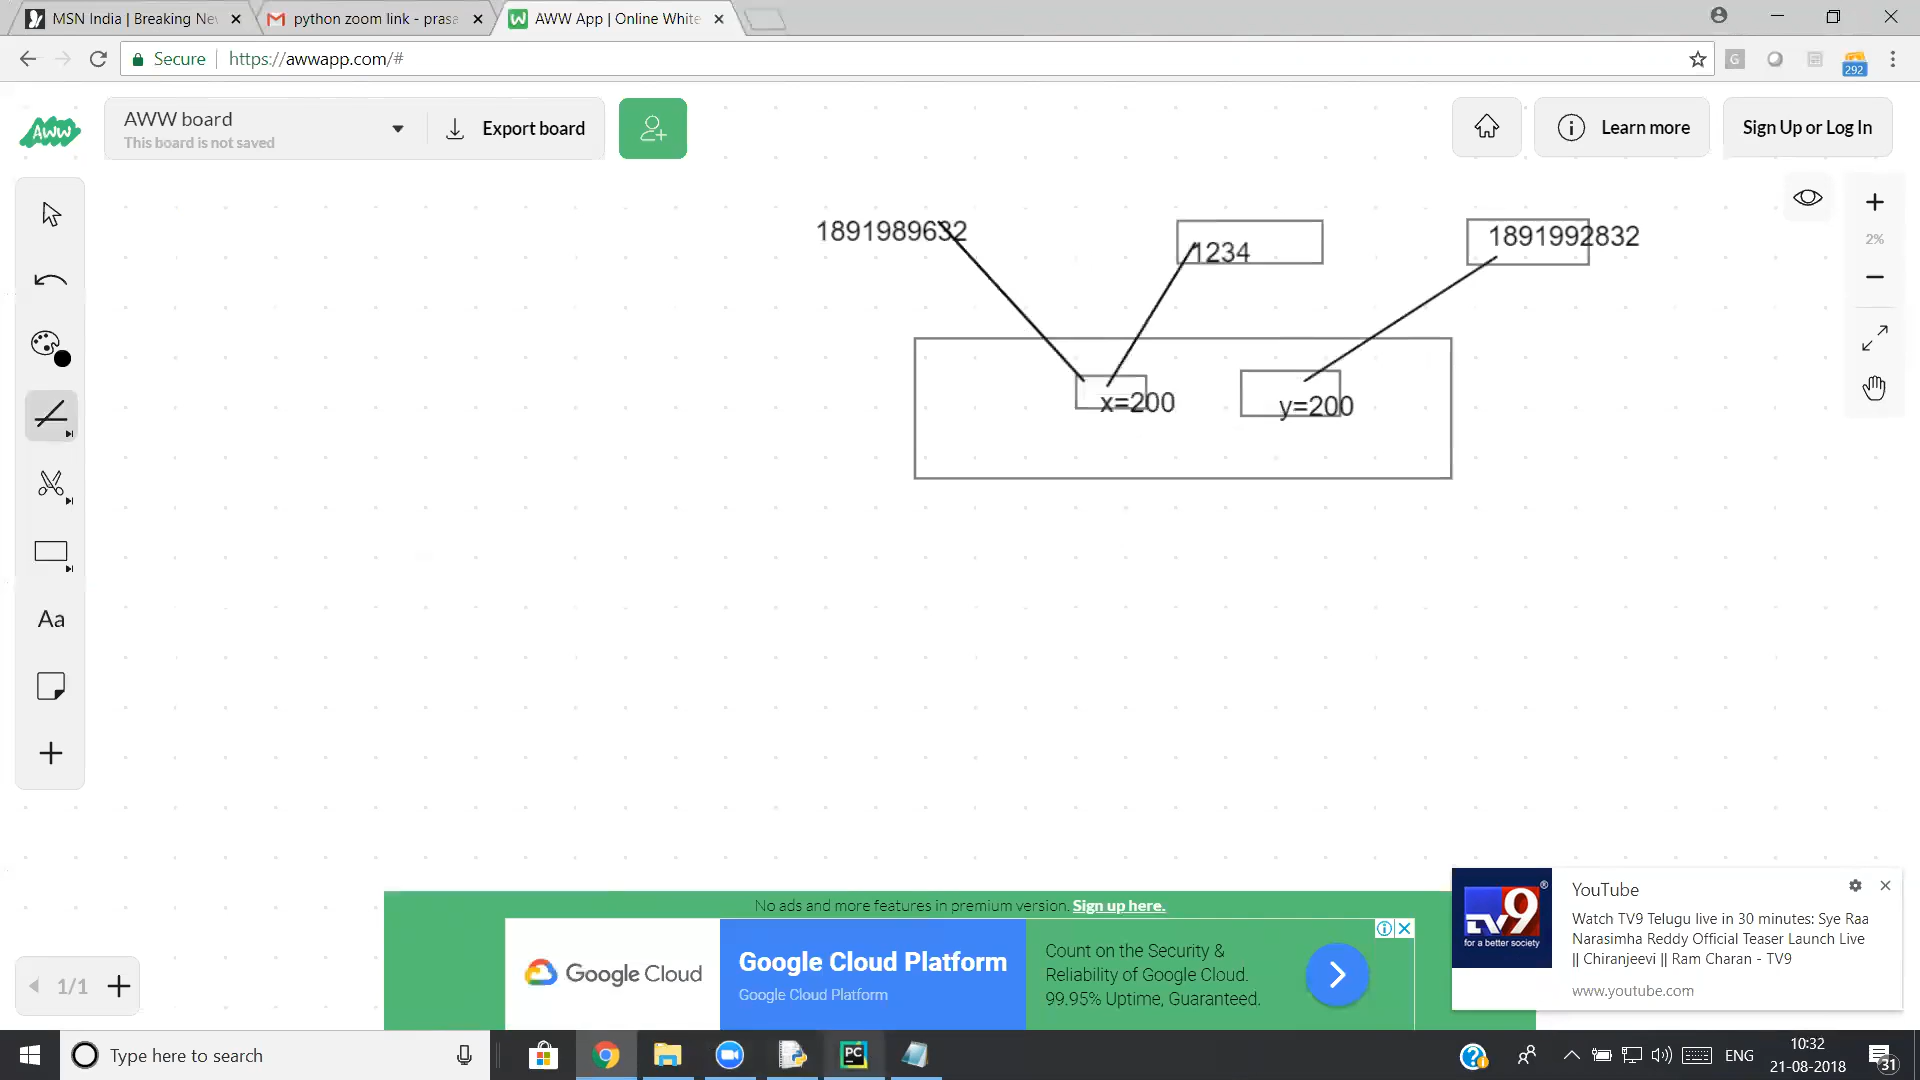 MSN India | Breaking Ne
python zoom link - prasa
AWW App | Online White
Secure
https://awwapp.com/#
G
292
AWW
AWW board
This board is not saved
Export board
Learn more
Sign Up or Log In
2%
1891989632
1234
1891992832
x=200
y=200
Aa
1/1
No ads and more features in premium version. Sign up here.
Google Cloud
Google Cloud Platform
Google Cloud Platform
Count on the Security &
Reliability of Google Cloud.
99.95% Uptime, Guaranteed.
TV9
for a better society
YouTube
Watch TV9 Telugu live in 30 minutes: Sye Raa
Narasimha Reddy Official Teaser Launch Live
|| Chiranjeevi || Ram Charan - TV9
www.youtube.com
Type here to search
PC
ENG
10:32
21-08-2018
31